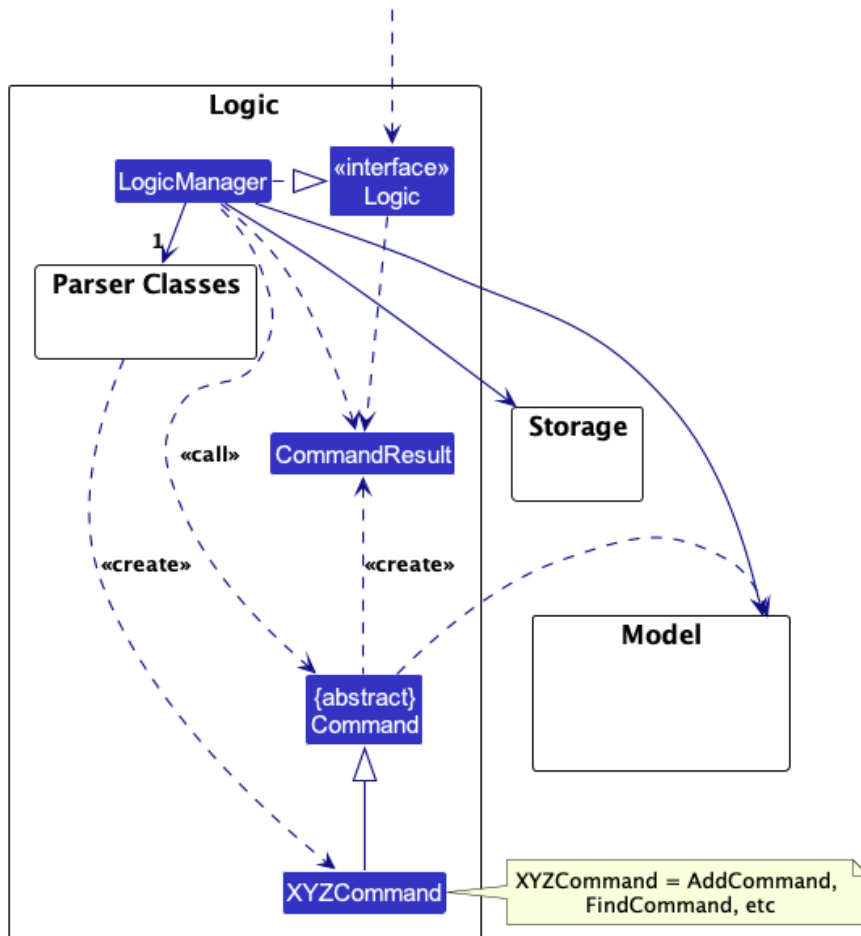 Logic
LogicManager
«interface»
Logic
1
Parser Classes
Storage
«call»
CommandResult
«create»
«create»
Model
{abstract}
Command
XYZCommand
XYZCommand = AddCommand,
FindCommand, etc